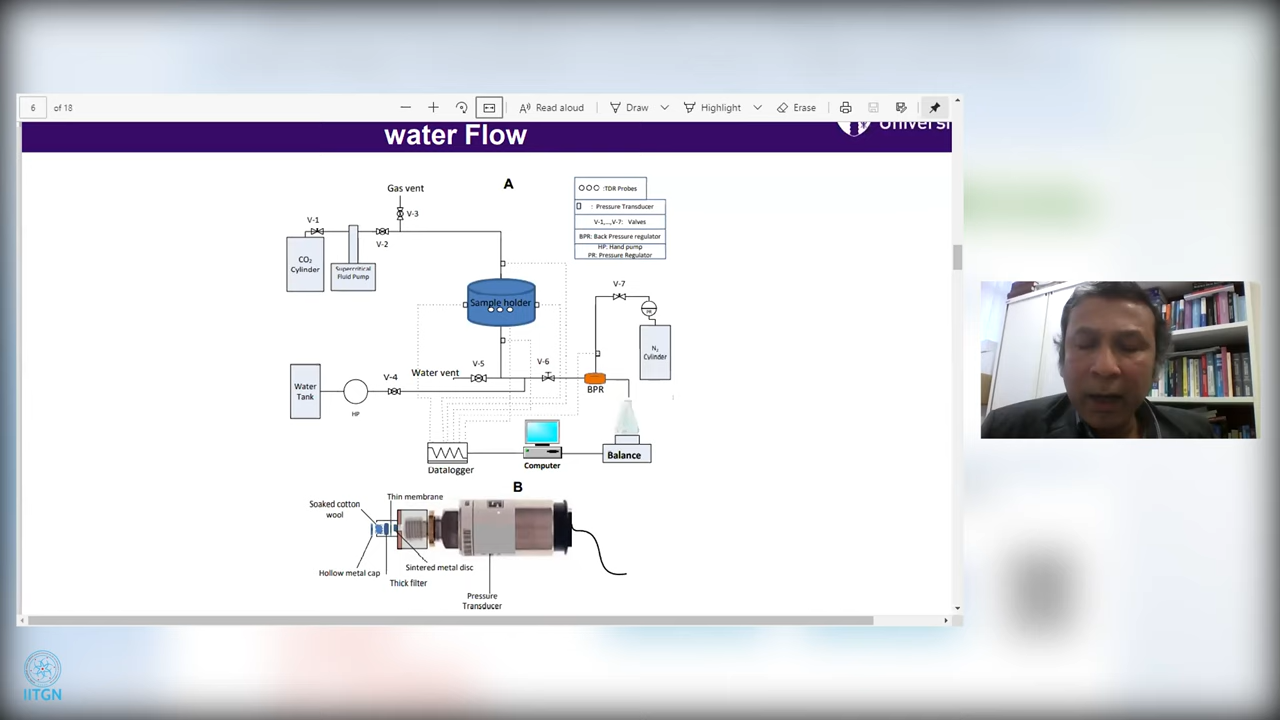 6 of 18
Read aloud
Draw
Highlight
Erase
water Flow
Universi
A
Gas vent
V-1
V-3
V-2
CO₂
Cylinder
Supercritical
Fluid Pump
○○○ :TDR Probes
: Pressure Transducer
V-1,...,V-7: Valves
BPR: Back Pressure regulator
HP: Hand pump
PR: Pressure Regulator
Sample holder
V-7
PR
N₂
Cylinder
Water vent
V-5
V-6
V-4
Water
Tank
HP
BPR
Datalogger
Computer
Balance
B
Thin membrane
Soaked cotton
wool
Hollow metal cap
Sintered metal disc
Thick filter
Pressure
Transducer
IITGN